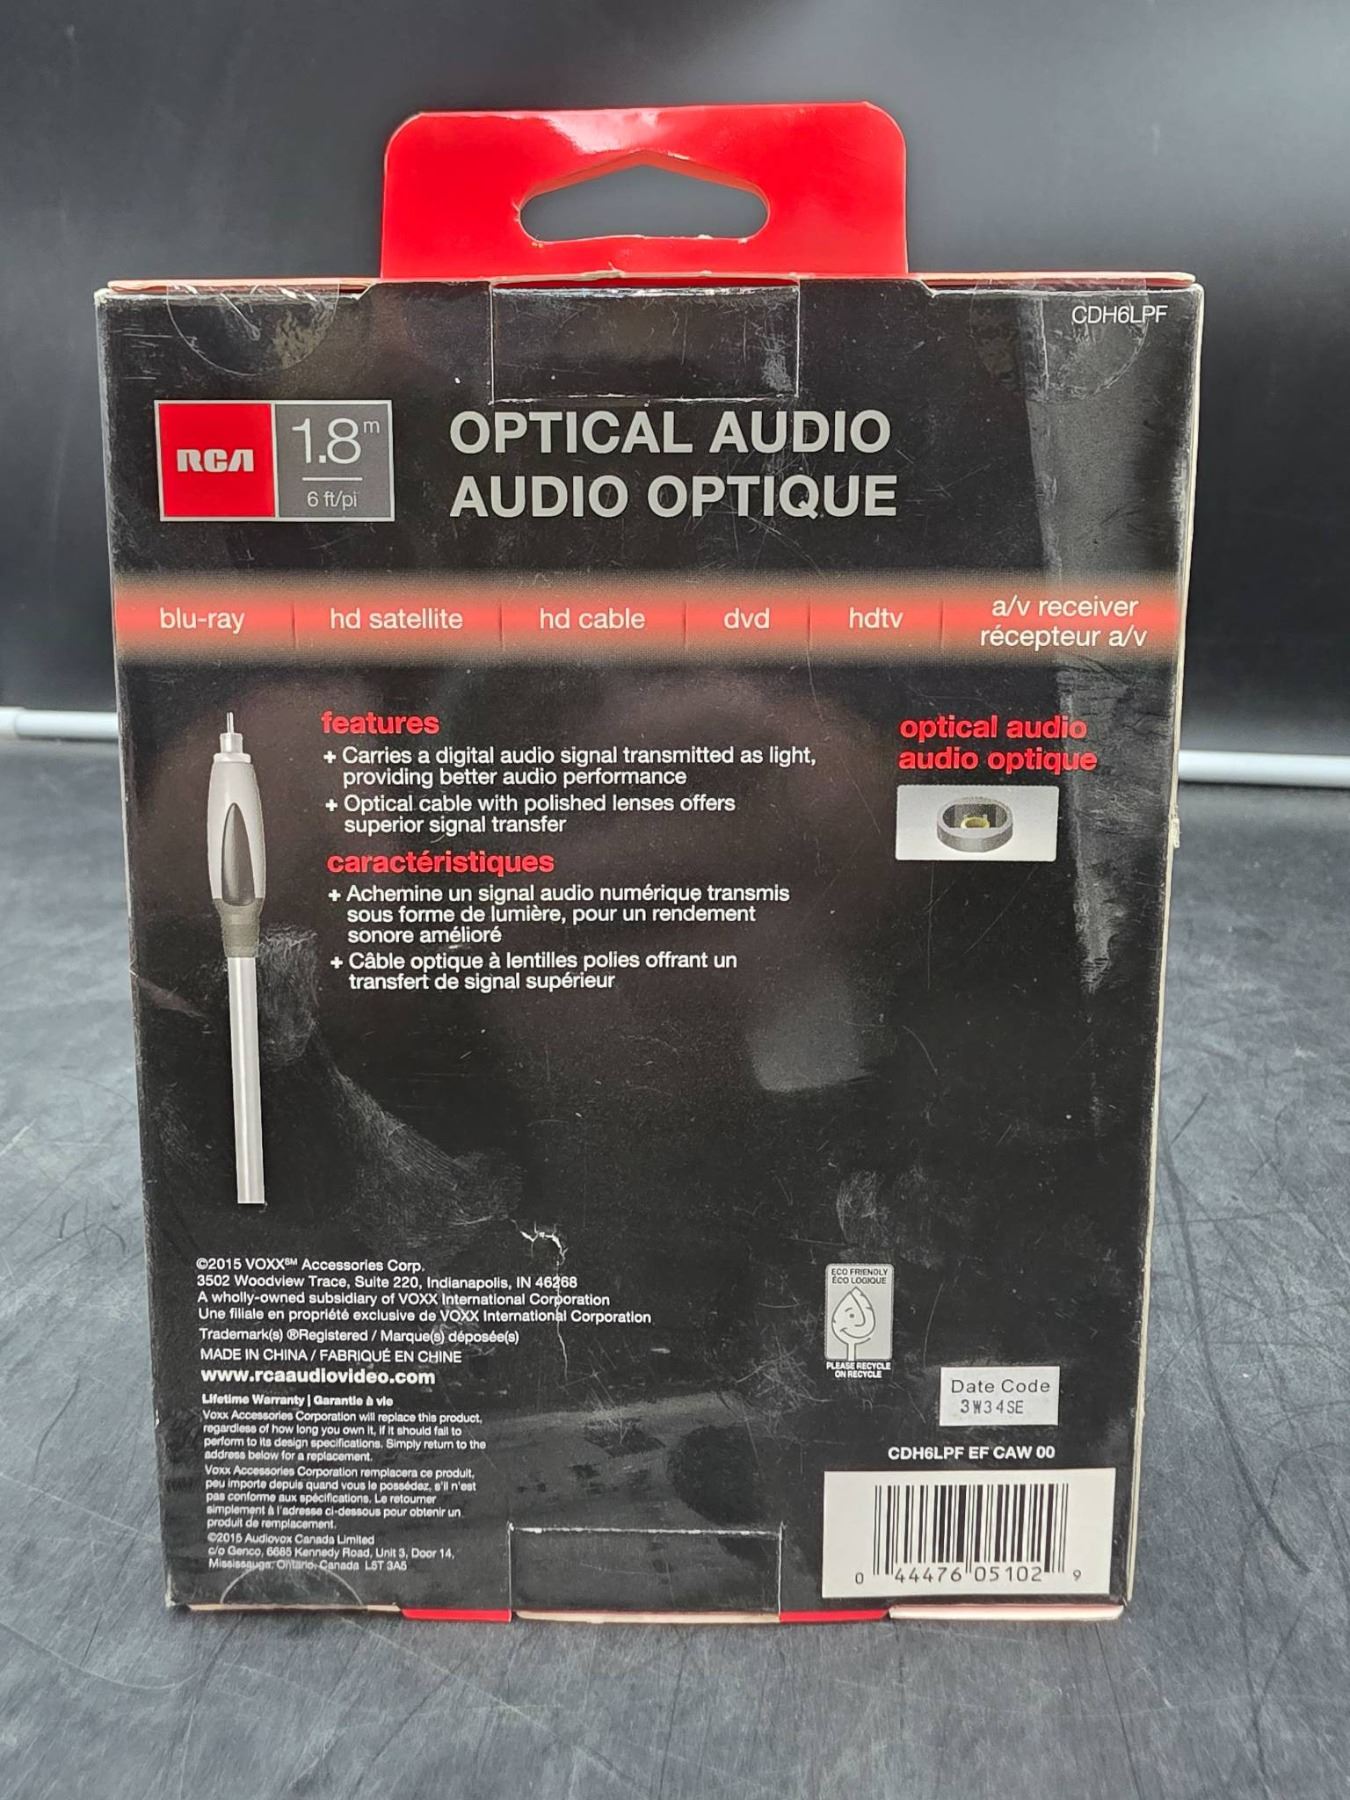 CDH6LPF
RCA
1.8m
6 ft/pi
OPTICAL AUDIO
AUDIO OPTIQUE
blu-ray
hd satellite
hd cable
dvd
hdtv
a/v receiver
récepteur a/v
features
+ Carries a digital audio signal transmitted as light,
providing better audio performance
+ Optical cable with polished lenses offers
superior signal transfer
caractéristiques
+ Achemine un signal audio numérique transmis
sous forme de lumière, pour un rendement
sonore amélioré
+ Câble optique à lentilles polies offrant un
transfert de signal supérieur
optical audio
audio optique
©2015 VOXX℠ Accessories Corp.
3502 Woodview Trace, Suite 220, Indianapolis, IN 46268
A wholly-owned subsidiary of VOXX International Corporation
Une filiale en propriété exclusive de VOXX International Corporation
Trademark(s) ®Registered / Marque(s) déposée(s)
MADE IN CHINA / FABRIQUÉ EN CHINE
www.rcaaudiovideo.com
Lifetime Warranty | Garantie à vie
Voxx Accessories Corporation will replace this product,
regardless of how long you own it, if it should fail to
perform to its design specifications. Simply return to the
address below for a replacement.
Voxx Accessories Corporation remplacera ce produit,
peu importe depuis quand vous le possédez, s'il n'est
pas conforme aux spécifications. Le retourner
simplement à l'adresse ci-dessous pour obtenir un
produit de remplacement.
©2015 Audiovox Canada Limited
c/o Genco, 6685 Kennedy Road, Unit 3, Door 14,
Mississauga, Ontario, Canada L5T 3A5
ECO FRIENDLY
ÉCO LOGIQUE
PLEASE RECYCLE
ON RECYCLE
Date Code
3W34SE
CDH6LPF EF CAW 00
0 44476 05102 9